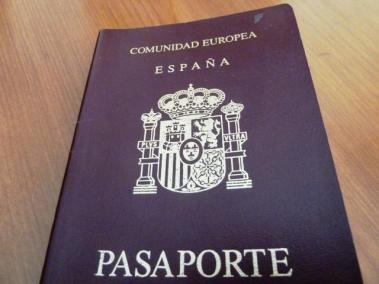 COMUNIDAD EUROPEA
ESPAÑA
PLVS VLTRA
PASAPORTE